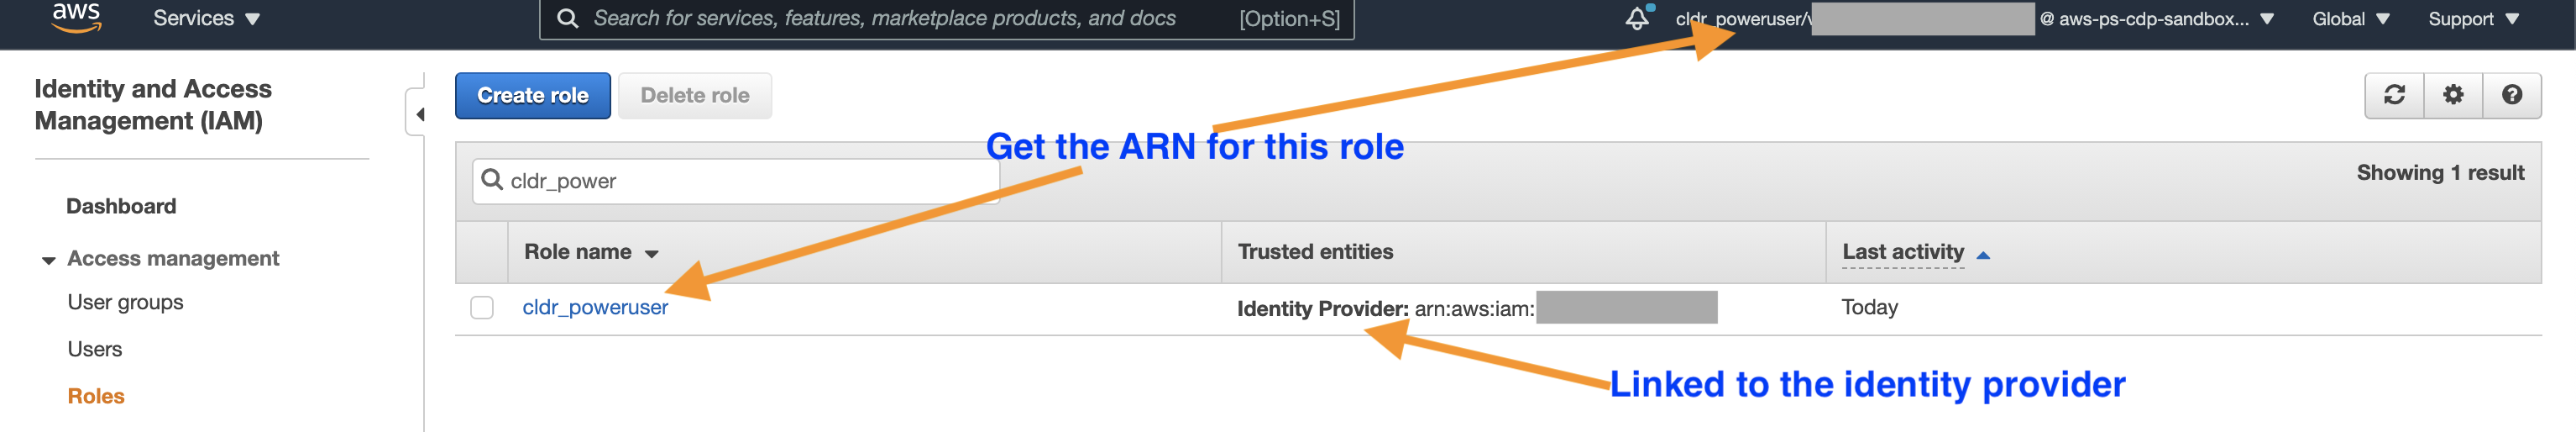 aws
Services ▼
Search for services, features, marketplace products, and docs [Option+S]
cldr_poweruser/
@ aws-ps-cdp-sandbox... ▼
Global ▼
Support ▼
Identity and Access
Management (IAM)
Dashboard
Access management
User groups
Users
Roles
Create role
Delete role
Get the ARN for this role
cldr_power
Showing 1 result
Role name
Trusted entities
Last activity
cldr_poweruser
Identity Provider: arn:aws:iam:
Today
Linked to the identity provider